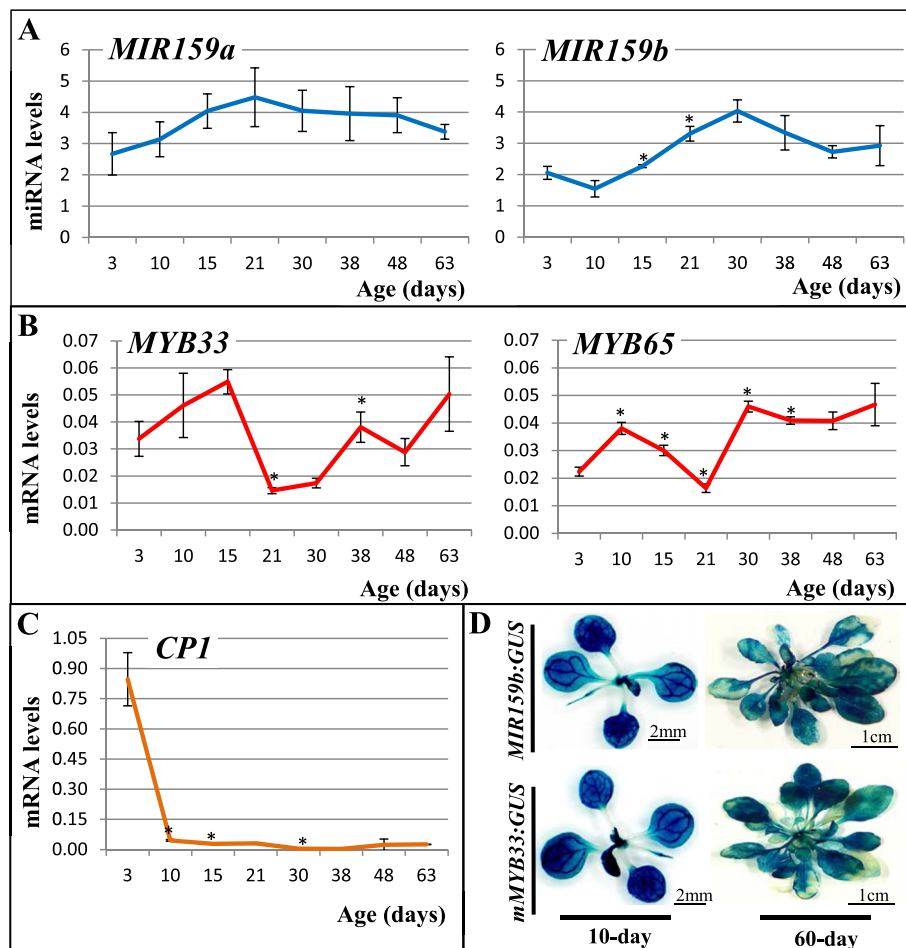 A
MIR159a
miRNA levels
6
5
4
3
2
1
0
3 10 15 21 30 38 48 63
Age (days)
MIR159b
6
5
4
3
2
1
0
* *
3 10 15 21 30 38 48 63
Age (days)
B
MYB33
mRNA levels
0.07
0.06
0.05
0.04
0.03
0.02
0.01
0.00
* *
3 10 15 21 30 38 48 63
Age (days)
MYB65
0.07
0.06
0.05
0.04
0.03
0.02
0.01
0.00
* * * * *
3 10 15 21 30 38 48 63
Age (days)
C
CP1
mRNA levels
1.05
0.90
0.75
0.60
0.45
0.30
0.15
0.00
* * *
3 10 15 21 30 38 48 63
Age (days)
D
MIR159b:GUS
2mm
1cm
mMYB33:GUS
2mm
1cm
10-day
60-day